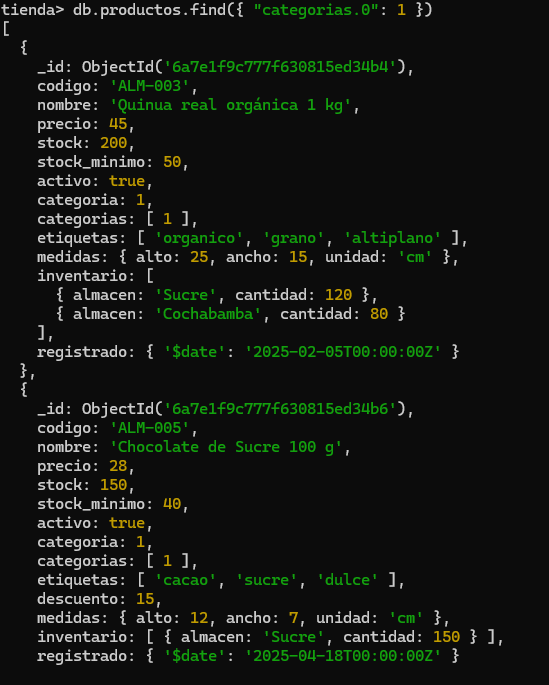 tienda> db.productos.find({ "categorias.0": 1 })
[
  {
    _id: ObjectId('6a7e1f9c777f630815ed34b4'),
    codigo: 'ALM-003',
    nombre: 'Quinua real orgánica 1 kg',
    precio: 45,
    stock: 200,
    stock_minimo: 50,
    activo: true,
    categoria: 1,
    categorias: [ 1 ],
    etiquetas: [ 'organico', 'grano', 'altiplano' ],
    medidas: { alto: 25, ancho: 15, unidad: 'cm' },
    inventario: [
      { almacen: 'Sucre', cantidad: 120 },
      { almacen: 'Cochabamba', cantidad: 80 }
    ],
    registrado: { '$date': '2025-02-05T00:00:00Z' }
  },
  {
    _id: ObjectId('6a7e1f9c777f630815ed34b6'),
    codigo: 'ALM-005',
    nombre: 'Chocolate de Sucre 100 g',
    precio: 28,
    stock: 150,
    stock_minimo: 40,
    activo: true,
    categoria: 1,
    categorias: [ 1 ],
    etiquetas: [ 'cacao', 'sucre', 'dulce' ],
    descuento: 15,
    medidas: { alto: 12, ancho: 7, unidad: 'cm' },
    inventario: [ { almacen: 'Sucre', cantidad: 150 } ],
    registrado: { '$date': '2025-04-18T00:00:00Z' }